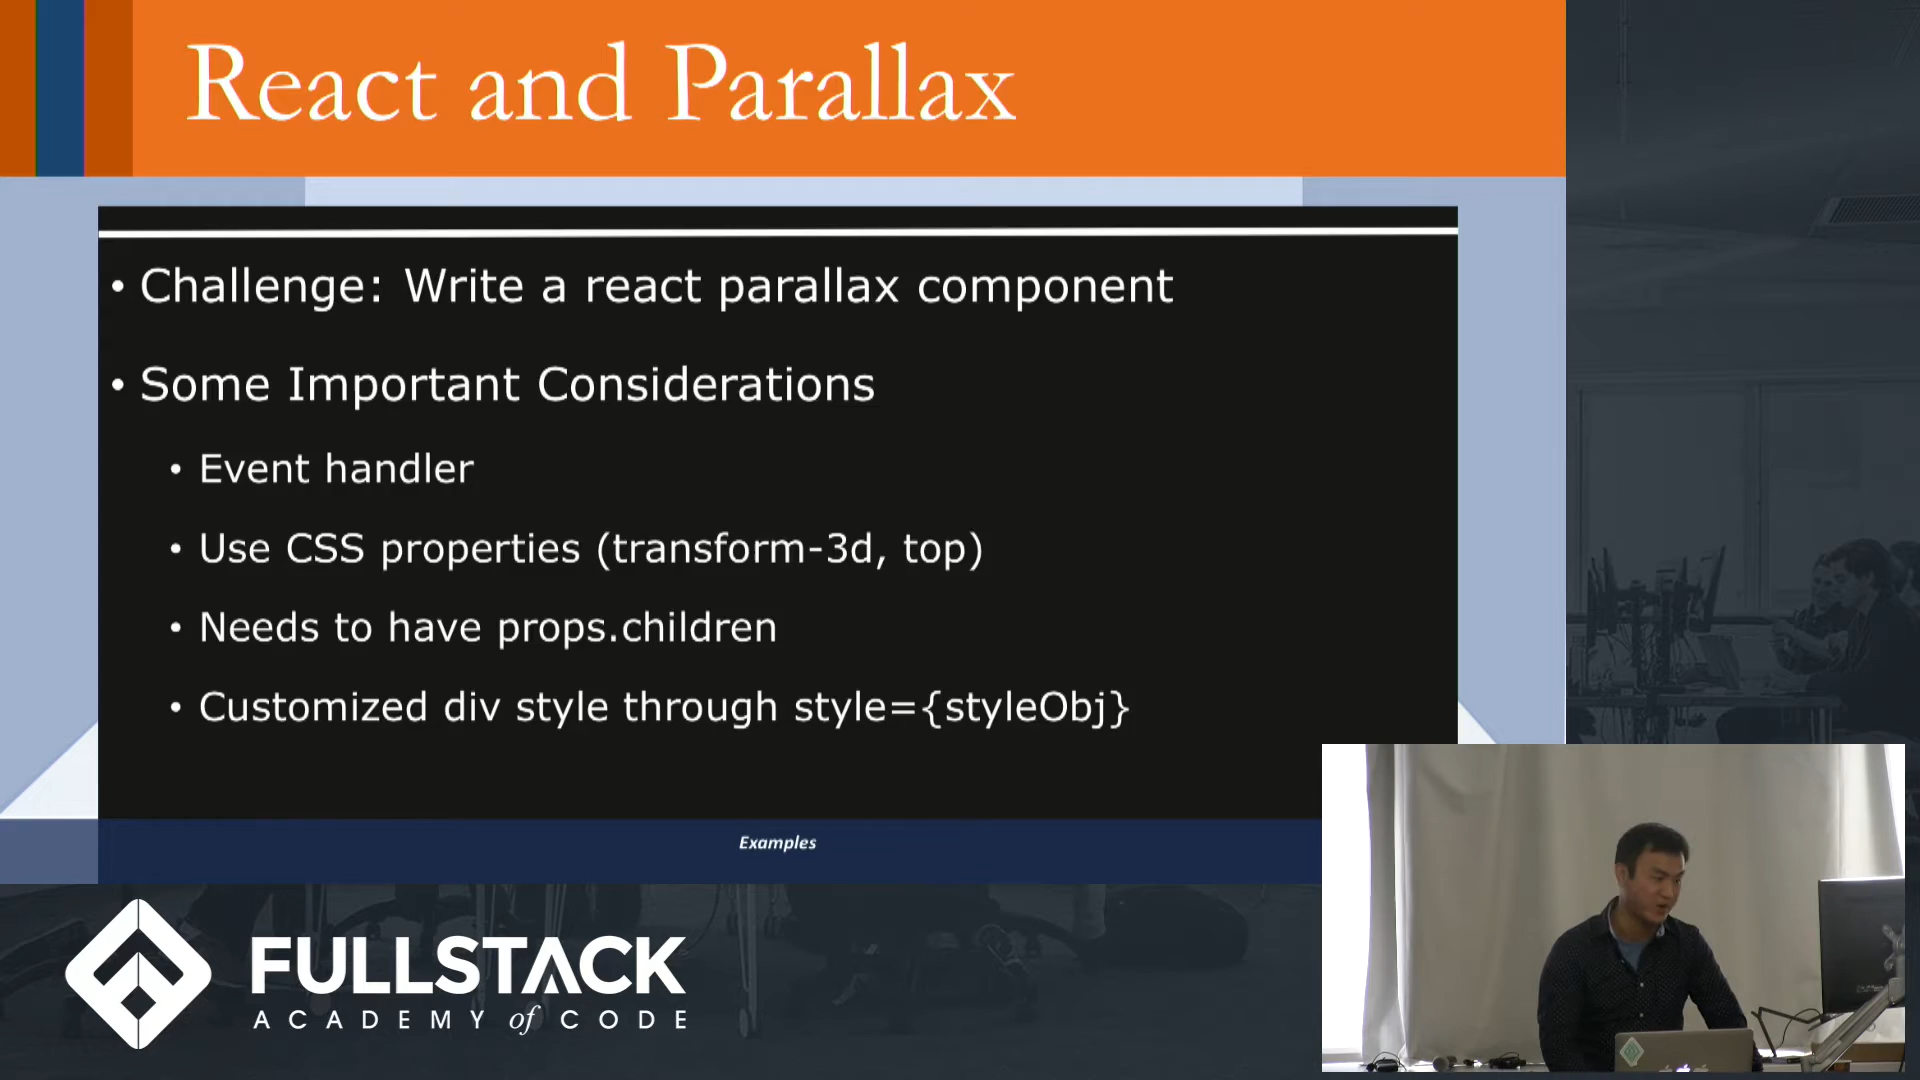 React and Parallax
• Challenge: Write a react parallax component
• Some Important Considerations
• Event handler
• Use CSS properties (transform-3d, top)
• Needs to have props.children
• Customized div style through style={styleObj}
Examples
FULLSTACK
ACADEMY of CODE